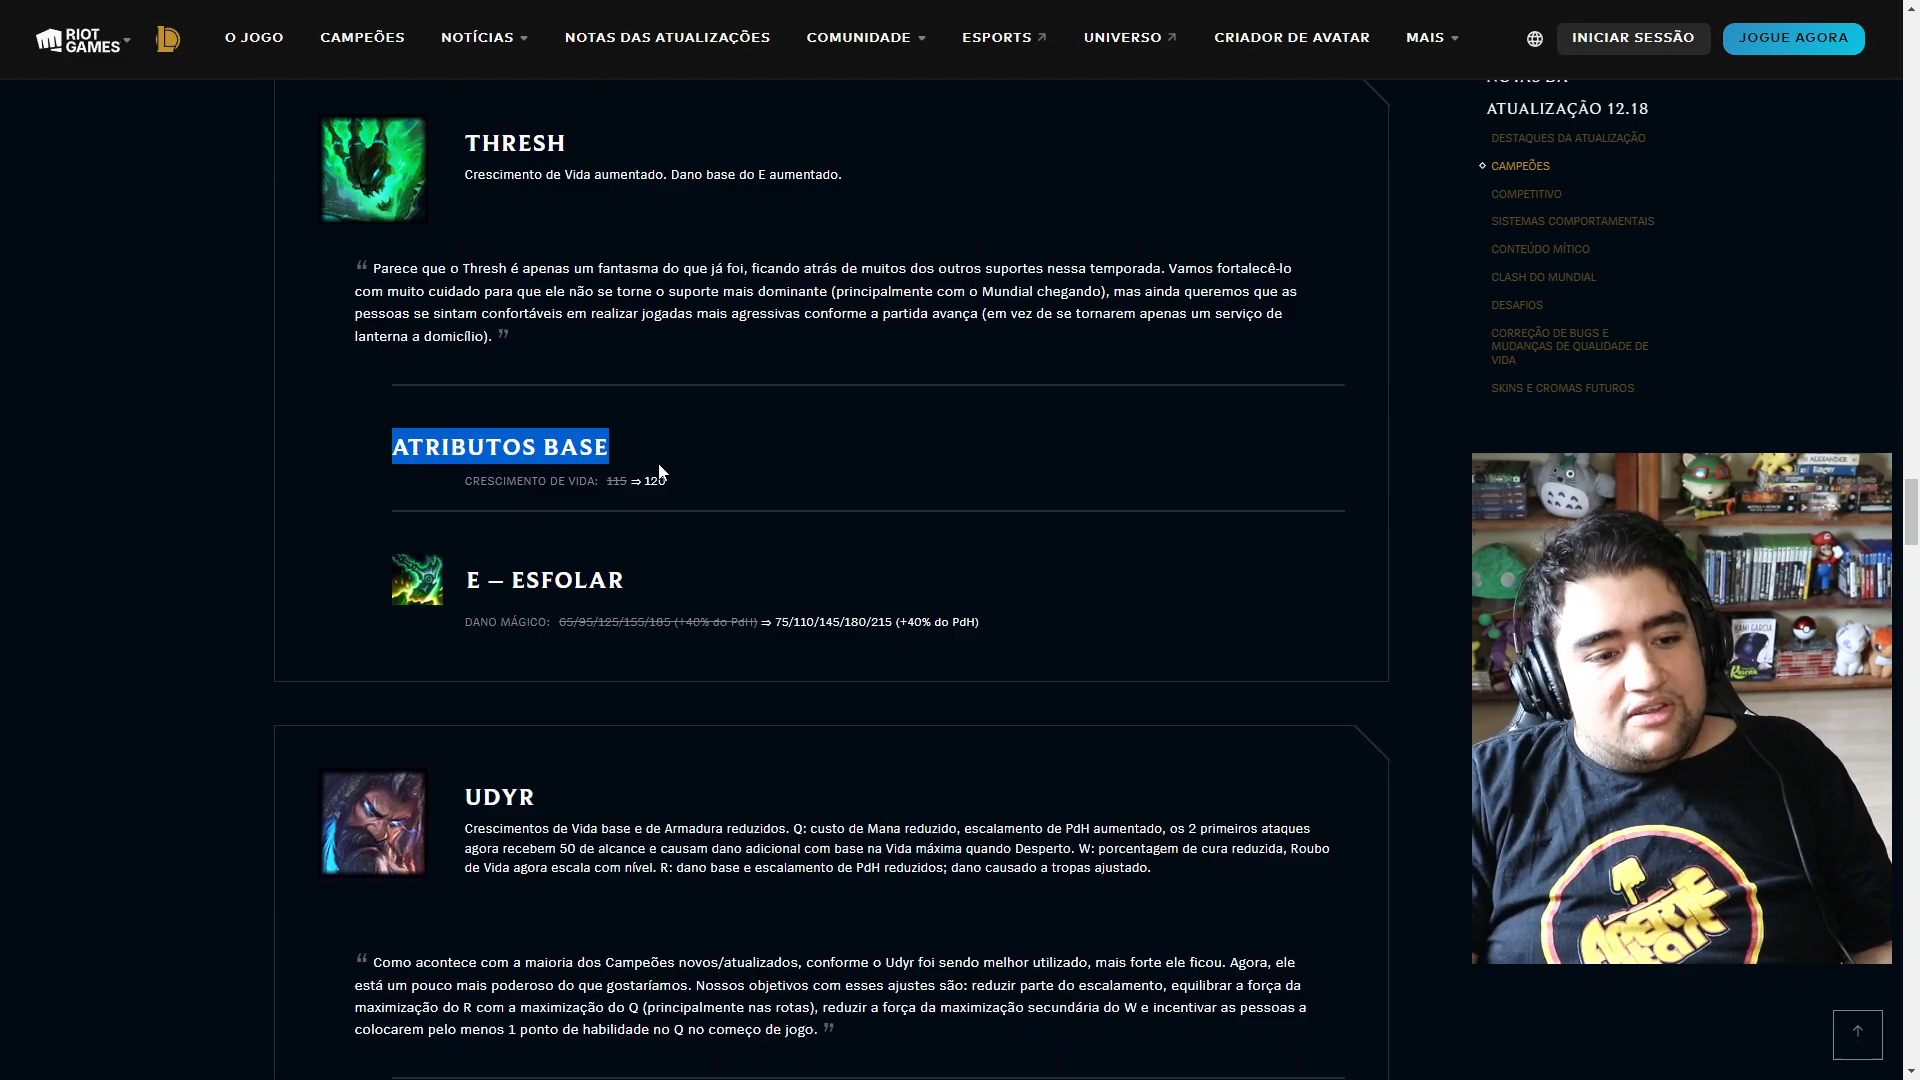 RIOT GAMES
O JOGO
CAMPEÕES
NOTÍCIAS
NOTAS DAS ATUALIZAÇÕES
COMUNIDADE
ESPORTS
UNIVERSO
CRIADOR DE AVATAR
MAIS
INICIAR SESSÃO
JOGUE AGORA
THRESH
Crescimento de Vida aumentado. Dano base do E aumentado.
“ Parece que o Thresh é apenas um fantasma do que já foi, ficando atrás de muitos dos outros suportes nessa temporada. Vamos fortalecê-lo
com muito cuidado para que ele não se torne o suporte mais dominante (principalmente com o Mundial chegando), mas ainda queremos que as
pessoas se sintam confortáveis em realizar jogadas mais agressivas conforme a partida avança (em vez de se tornarem apenas um serviço de
lanterna a domicílio). ”
ATRIBUTOS BASE
CRESCIMENTO DE VIDA: 115 ⇒ 120
E — ESFOLAR
DANO MÁGICO: 65/95/125/155/185 (+40% do PdH) ⇒ 75/110/145/180/215 (+40% do PdH)
UDYR
Crescimentos de Vida base e de Armadura reduzidos. Q: custo de Mana reduzido, escalamento de PdH aumentado, os 2 primeiros ataques
agora recebem 50 de alcance e causam dano adicional com base na Vida máxima quando Desperto. W: porcentagem de cura reduzida, Roubo
de Vida agora escala com nível. R: dano base e escalamento de PdH reduzidos; dano causado a tropas ajustado.
“ Como acontece com a maioria dos Campeões novos/atualizados, conforme o Udyr foi sendo melhor utilizado, mais forte ele ficou. Agora, ele
está um pouco mais poderoso do que gostaríamos. Nossos objetivos com esses ajustes são: reduzir parte do escalamento, equilibrar a força da
maximização do R com a maximização do Q (principalmente nas rotas), reduzir a força da maximização secundária do W e incentivar as pessoas a
colocarem pelo menos 1 ponto de habilidade no Q no começo de jogo. ”
NOTAS DA
ATUALIZAÇÃO 12.18
DESTAQUES DA ATUALIZAÇÃO
CAMPEÕES
COMPETITIVO
SISTEMAS COMPORTAMENTAIS
CONTEÚDO MÍTICO
CLASH DO MUNDIAL
DESAFIOS
CORREÇÃO DE BUGS E
MUDANÇAS DE QUALIDADE DE
VIDA
SKINS E CROMAS FUTUROS